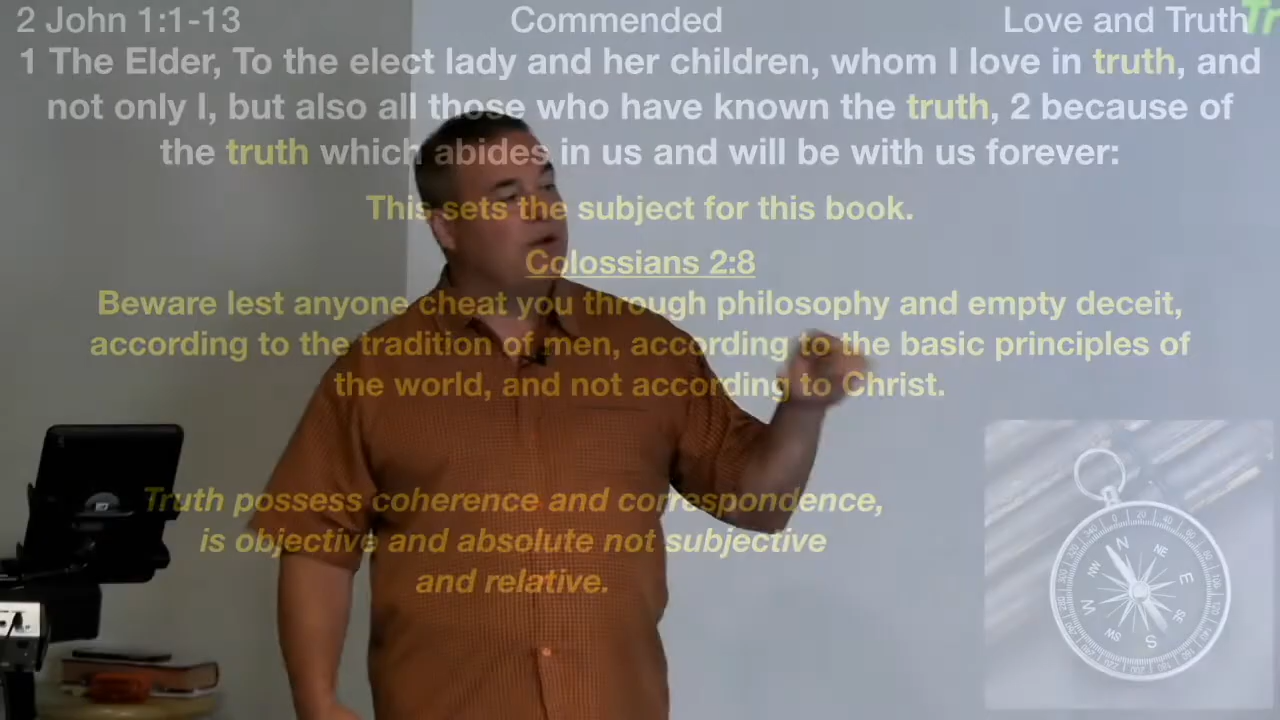 2 John 1:1-13 Commended Love and Truth Tr
1 The Elder, To the elect lady and her children, whom I love in truth, and
not only I, but also all those who have known the truth, 2 because of
the truth which abides in us and will be with us forever:
This sets the subject for this book.
Colossians 2:8
Beware lest anyone cheat you through philosophy and empty deceit,
according to the tradition of men, according to the basic principles of
the world, and not according to Christ.
Truth possess coherence and correspondence,
is objective and absolute not subjective
and relative.
N
NE
E
SE
S
SW
W
NW